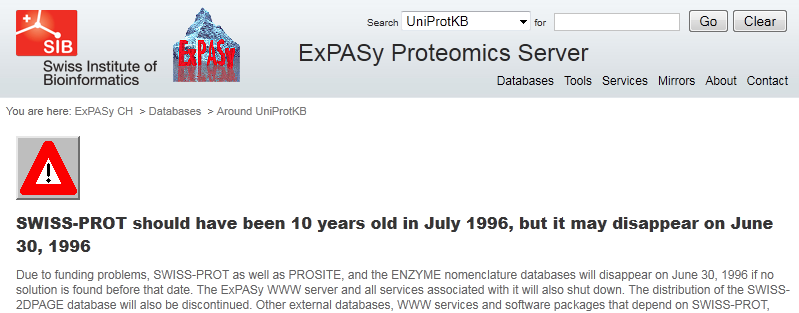 Search UniProtKB for Go Clear
SIB
Swiss Institute of
Bioinformatics
ExPASy
ExPASy Proteomics Server
Databases Tools Services Mirrors About Contact
You are here: ExPASy CH > Databases > Around UniProtKB
!
SWISS-PROT should have been 10 years old in July 1996, but it may disappear on June
30, 1996
Due to funding problems, SWISS-PROT as well as PROSITE, and the ENZYME nomenclature databases will disappear on June 30, 1996 if no
solution is found before that date. The ExPASy WWW server and all services associated with it will also shut down. The distribution of the SWISS-
2DPAGE database will also be discontinued. Other external databases, WWW services and software packages that depend on SWISS-PROT,